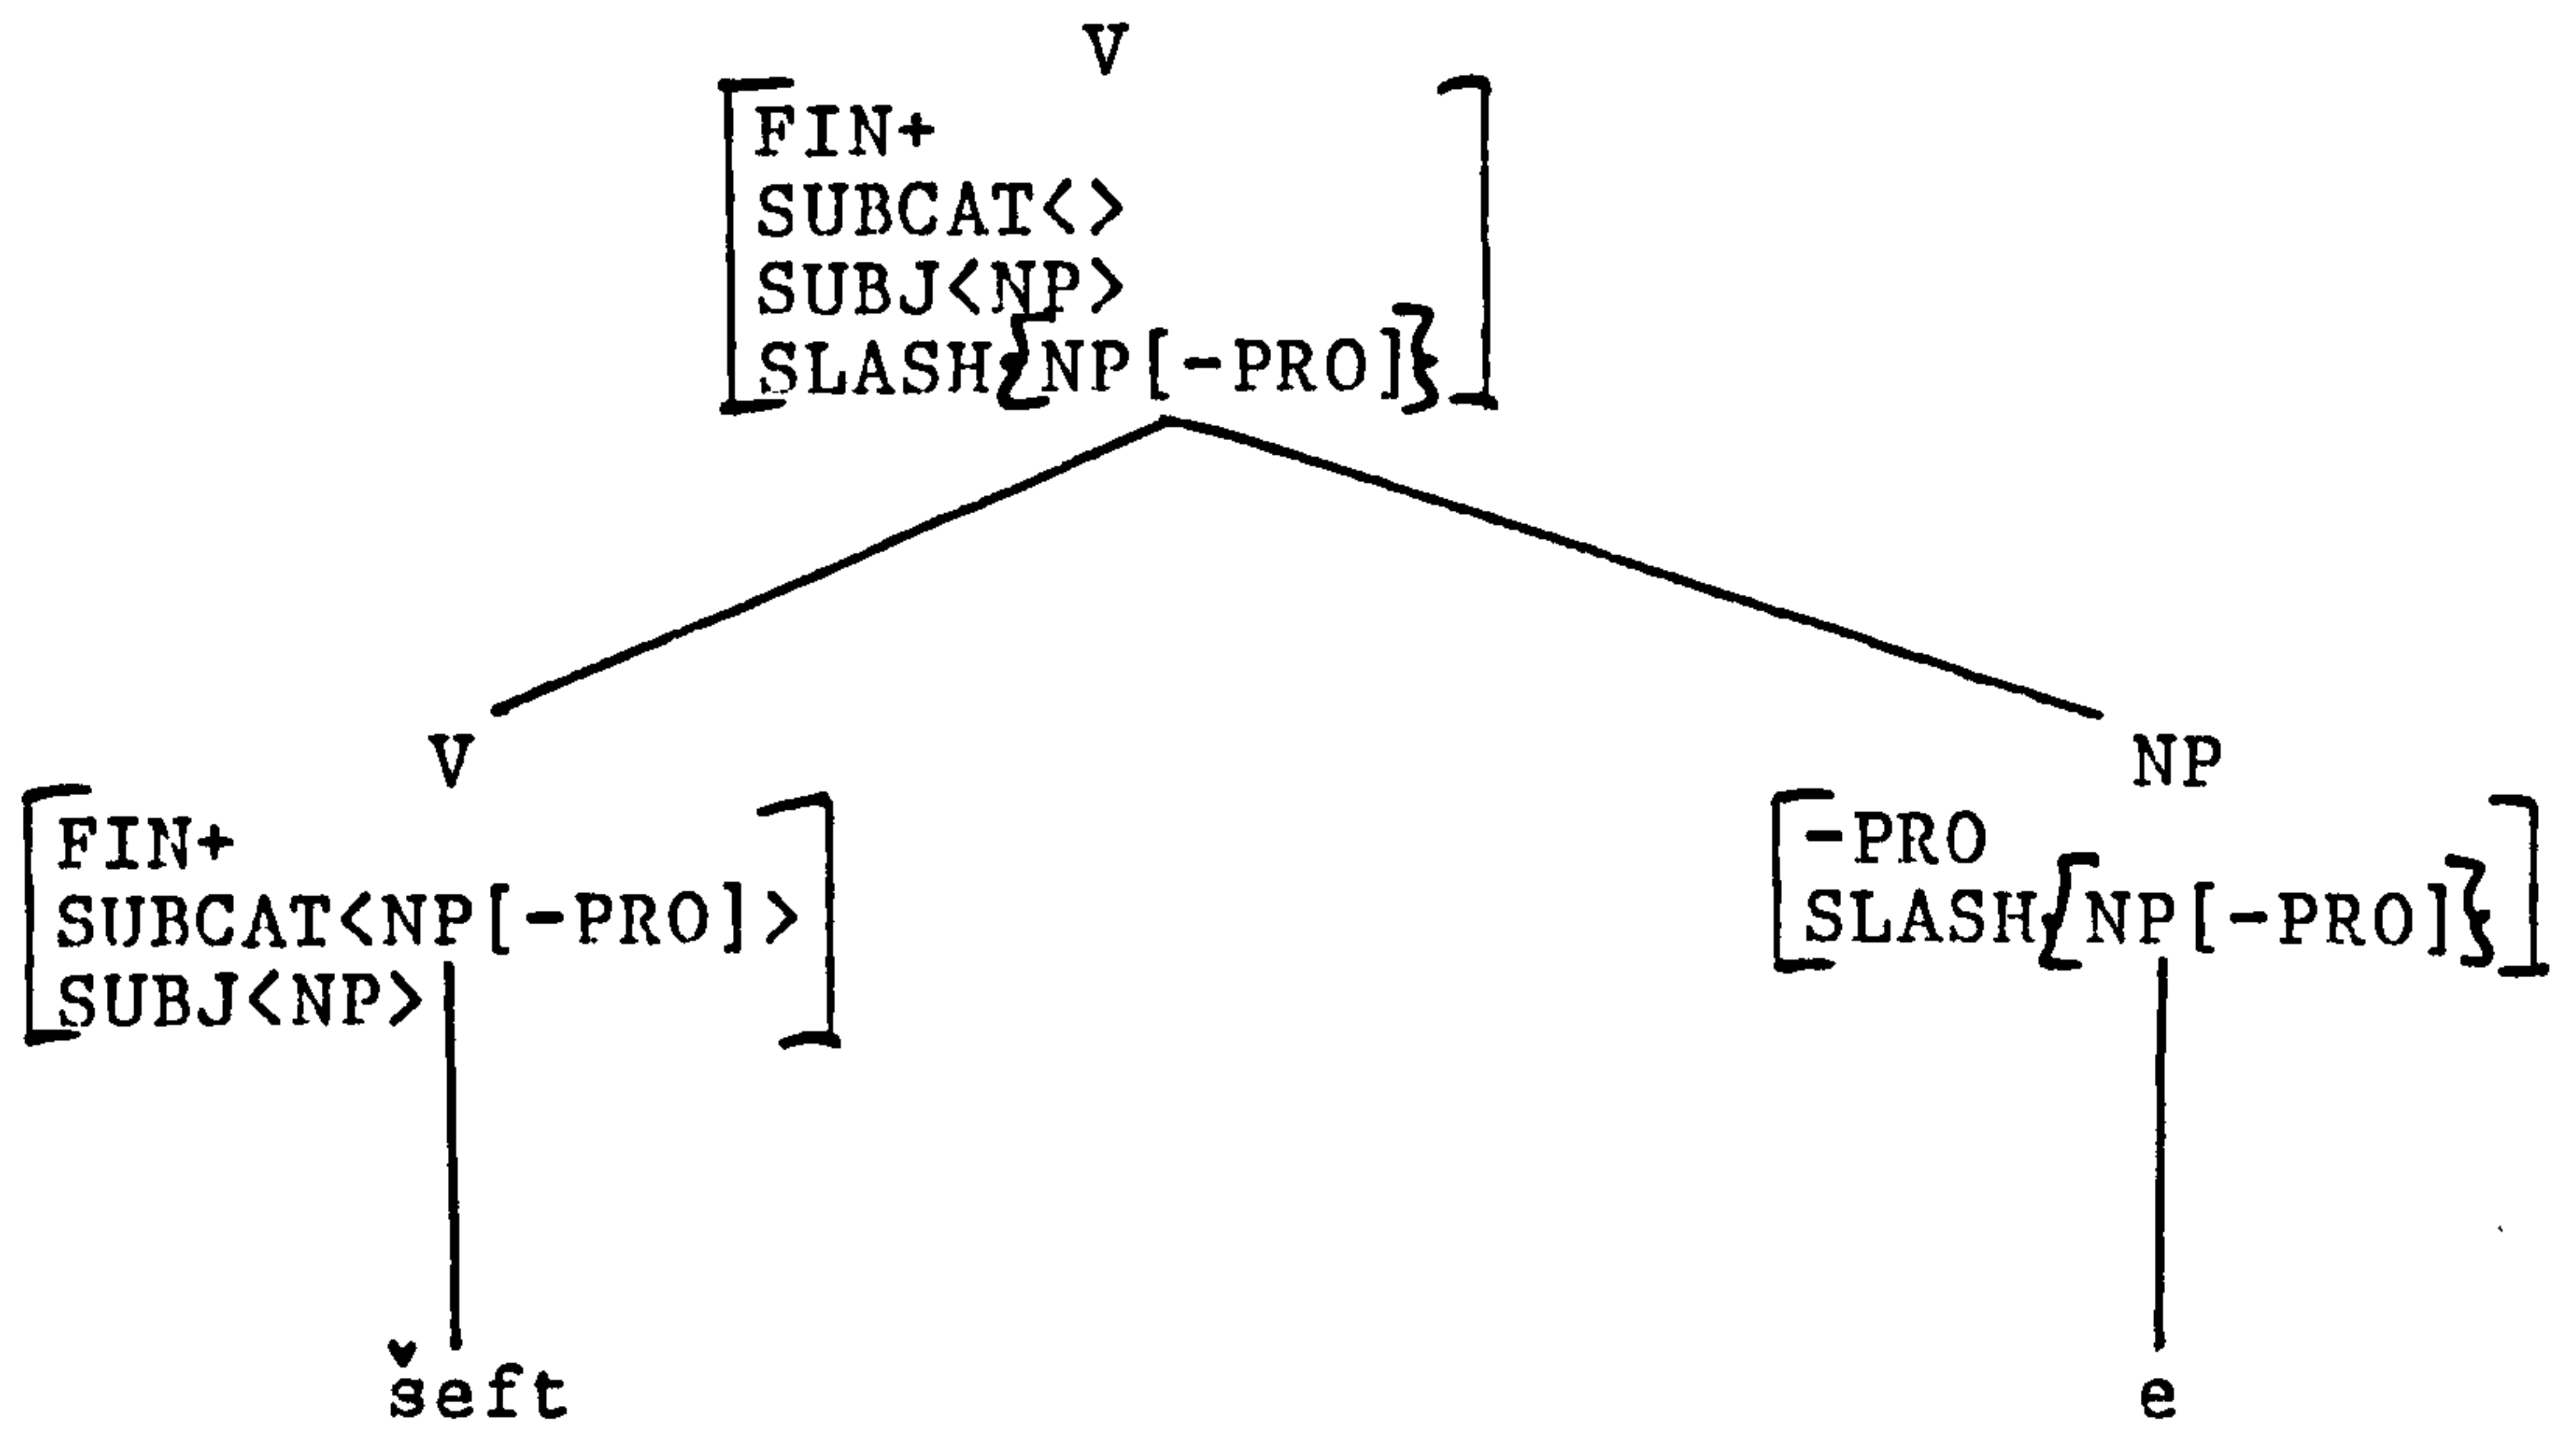 V
FIN+
SUBCAT<>
SUBJ<NP>
SLASH{NP[-PRO]}
V
NP
FIN+
SUBCAT<NP[-PRO]>
SUBJ<NP>
-PRO
SLASH{NP[-PRO]}
šeft
e